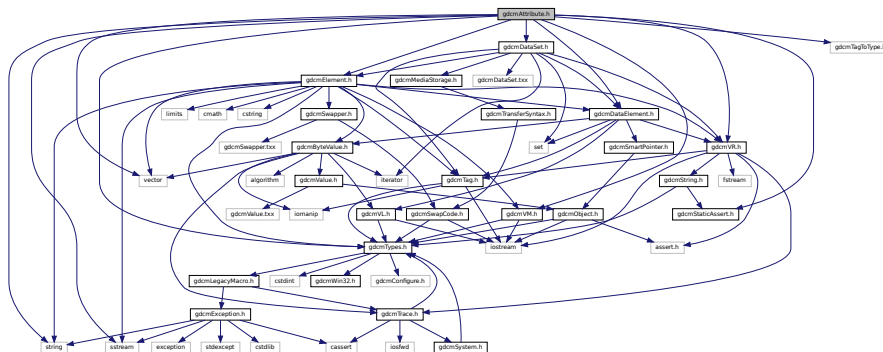 gdcmAttribute.h
gdcmDataSet.h
gdcmTagToType.
gdcmElement.h
gdcmMediaStorage.h
gdcmDataSet.txx
limits
cmath
cstring
gdcmSwapper.h
gdcmTransferSyntax.h
gdcmDataElement.h
gdcmSwapper.txx
gdcmByteValue.h
set
gdcmSmartPointer.h
gdcmVR.h
vector
algorithm
gdcmValue.h
iterator
gdcmTag.h
gdcmString.h
fstream
gdcmValue.txx
iomanip
gdcmVL.h
gdcmSwapCode.h
gdcmVM.h
gdcmObject.h
gdcmStaticAssert.h
gdcmTypes.h
iostream
assert.h
gdcmLegacyMacro.h
cstdint
gdcmWin32.h
gdcmConfigure.h
gdcmException.h
gdcmTrace.h
string
sstream
exception
stdexcept
cstdlib
cassert
iosfwd
gdcmSystem.h